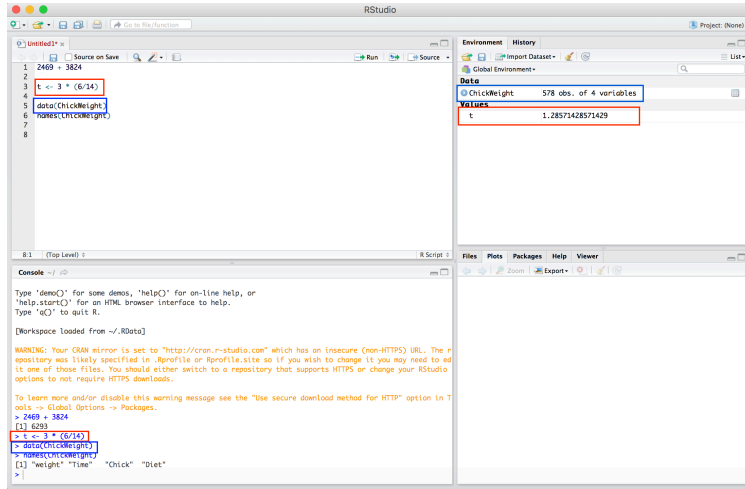 RStudio
Go to file/function
Project: (None)
Untitled1*
Source on Save
Run
Source
1 2469 + 3824
2
3 t <- 3 * (6/14)
4
5 data(ChickWeight)
6 names(ChickWeight)
7
8
8:1 (Top Level) R Script
Console ~/
Type 'demo()' for some demos, 'help()' for on-line help, or
'help.start()' for an HTML browser interface to help.
Type 'q()' to quit R.
[Workspace loaded from ~/.RData]
WARNING: Your CRAN mirror is set to "http://cran.r-studio.com" which has an insecure (non-HTTPS) URL. The r
epository was likely specified in .Rprofile or Rprofile.site so if you wish to change it you may need to ed
it one of those files. You should either switch to a repository that supports HTTPS or change your RStudio
options to not require HTTPS downloads.
To learn more and/or disable this warning message see the "Use secure download method for HTTP" option in T
ools -> Global Options -> Packages.
> 2469 + 3824
[1] 6293
> t <- 3 * (6/14)
> data(ChickWeight)
> names(ChickWeight)
[1] "weight" "Time" "Chick" "Diet"
>
Environment History
Import Dataset
List
Global Environment
Data
ChickWeight 578 obs. of 4 variables
Values
t 1.28571428571429
Files Plots Packages Help Viewer
Zoom Export